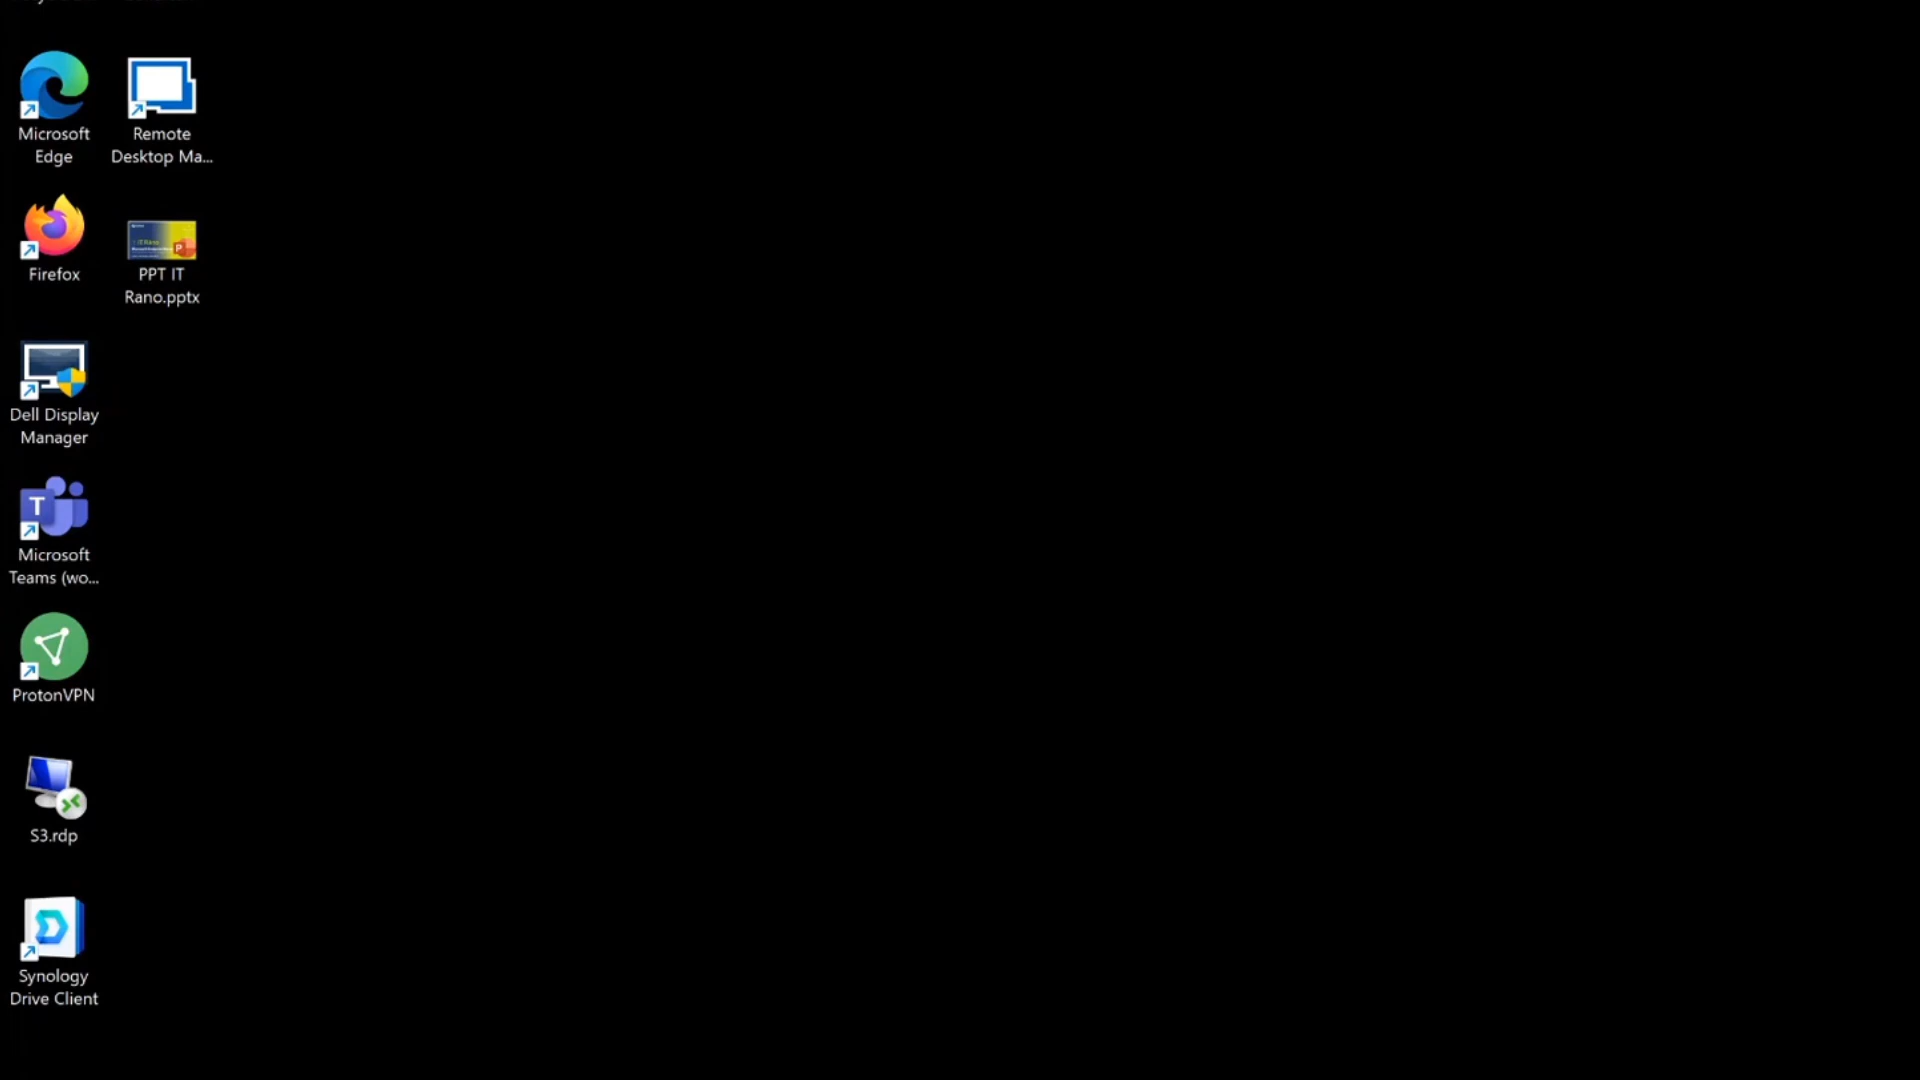 Microsoft
Edge
Remote
Desktop Ma...
Firefox
PPT IT
Rano.pptx
Dell Display
Manager
Microsoft
Teams (wo...
ProtonVPN
S3.rdp
Synology
Drive Client